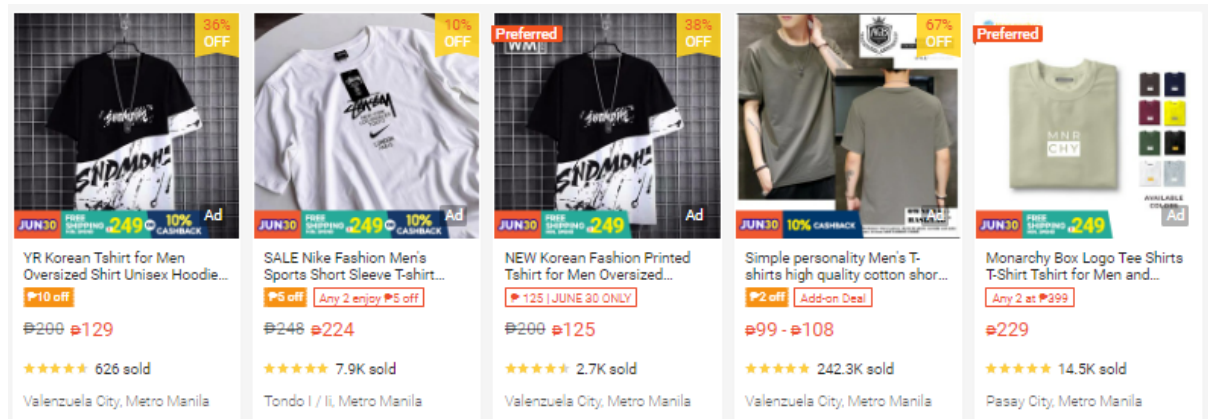 36%
OFF
SNDMDHZ
JUN30
FREE
SHIPPING
₱249
OR
10%
CASHBACK
Ad
YR Korean Tshirt for Men
Oversized Shirt Unisex Hoodie...
₱10 off
₱200 ₱129
626 sold
Valenzuela City, Metro Manila
10%
OFF
LONDON
JUN30
FREE
SHIPPING
₱249
OR
10%
CASHBACK
Ad
SALE Nike Fashion Men's
Sports Short Sleeve T-shirt...
₱5 off
Any 2 enjoy ₱5 off
₱248 ₱224
7.9K sold
Tondo I / Ii, Metro Manila
Preferred
38%
OFF
WM!
SNDMDHZ
JUN30
FREE
SHIPPING
₱249
Ad
NEW Korean Fashion Printed
Tshirt for Men Oversized...
₱ 125 | JUNE 30 ONLY
₱200 ₱125
2.7K sold
Valenzuela City, Metro Manila
67%
OFF
JUN30
10% CASHBACK
Ad
Simple personality Men's T-
shirts high quality cotton shor...
₱2 off
Add-on Deal
₱99 - ₱108
242.3K sold
Valenzuela City, Metro Manila
Preferred
MNR
CHY
AVAILABLE
JUN30
FREE
SHIPPING
₱249
Ad
Monarchy Box Logo Tee Shirts
T-Shirt Tshirt for Men and...
Any 2 at ₱399
₱229
14.5K sold
Pasay City, Metro Manila